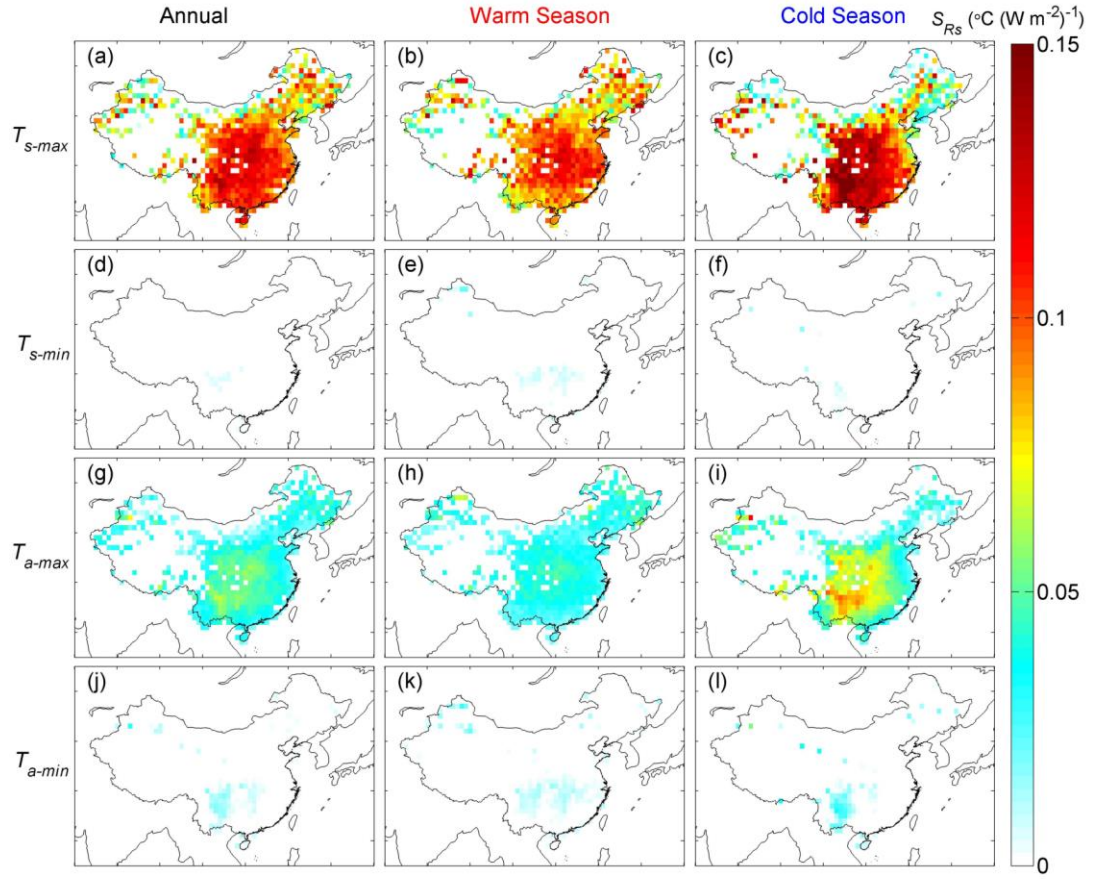 Annual Warm Season Cold Season S_Rs (°C (W m⁻²)⁻¹
(a) (b) (c) 0.15
T_s-max
(d) (e) (f)
T_s-min
0.1
(g) (h) (i)
T_a-max
0.05
(j) (k) (l)
T_a-min
0